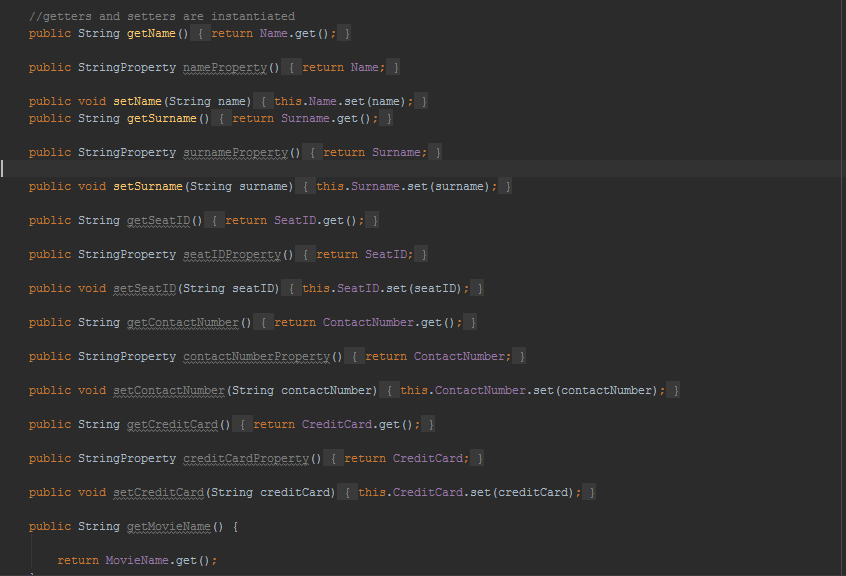 //getters and setters are instantiated
public String getName() { return Name.get(); }
public StringProperty nameProperty() { return Name; }
public void setName(String name) { this.Name.set(name); }
public String getSurname() { return Surname.get(); }
public StringProperty surnameProperty() { return Surname; }
public void setSurname(String surname) { this.Surname.set(surname); }
public String getSeatID() { return SeatID.get(); }
public StringProperty seatIDProperty() { return SeatID; }
public void setSeatID(String seatID) { this.SeatID.set(seatID); }
public String getContactNumber() { return ContactNumber.get(); }
public StringProperty contactNumberProperty() { return ContactNumber; }
public void setContactNumber(String contactNumber) { this.ContactNumber.set(contactNumber); }
public String getCreditCard() { return CreditCard.get(); }
public StringProperty creditCardProperty() { return CreditCard; }
public void setCreditCard(String creditCard) { this.CreditCard.set(creditCard); }
public String getMovieName() {
return MovieName.get();